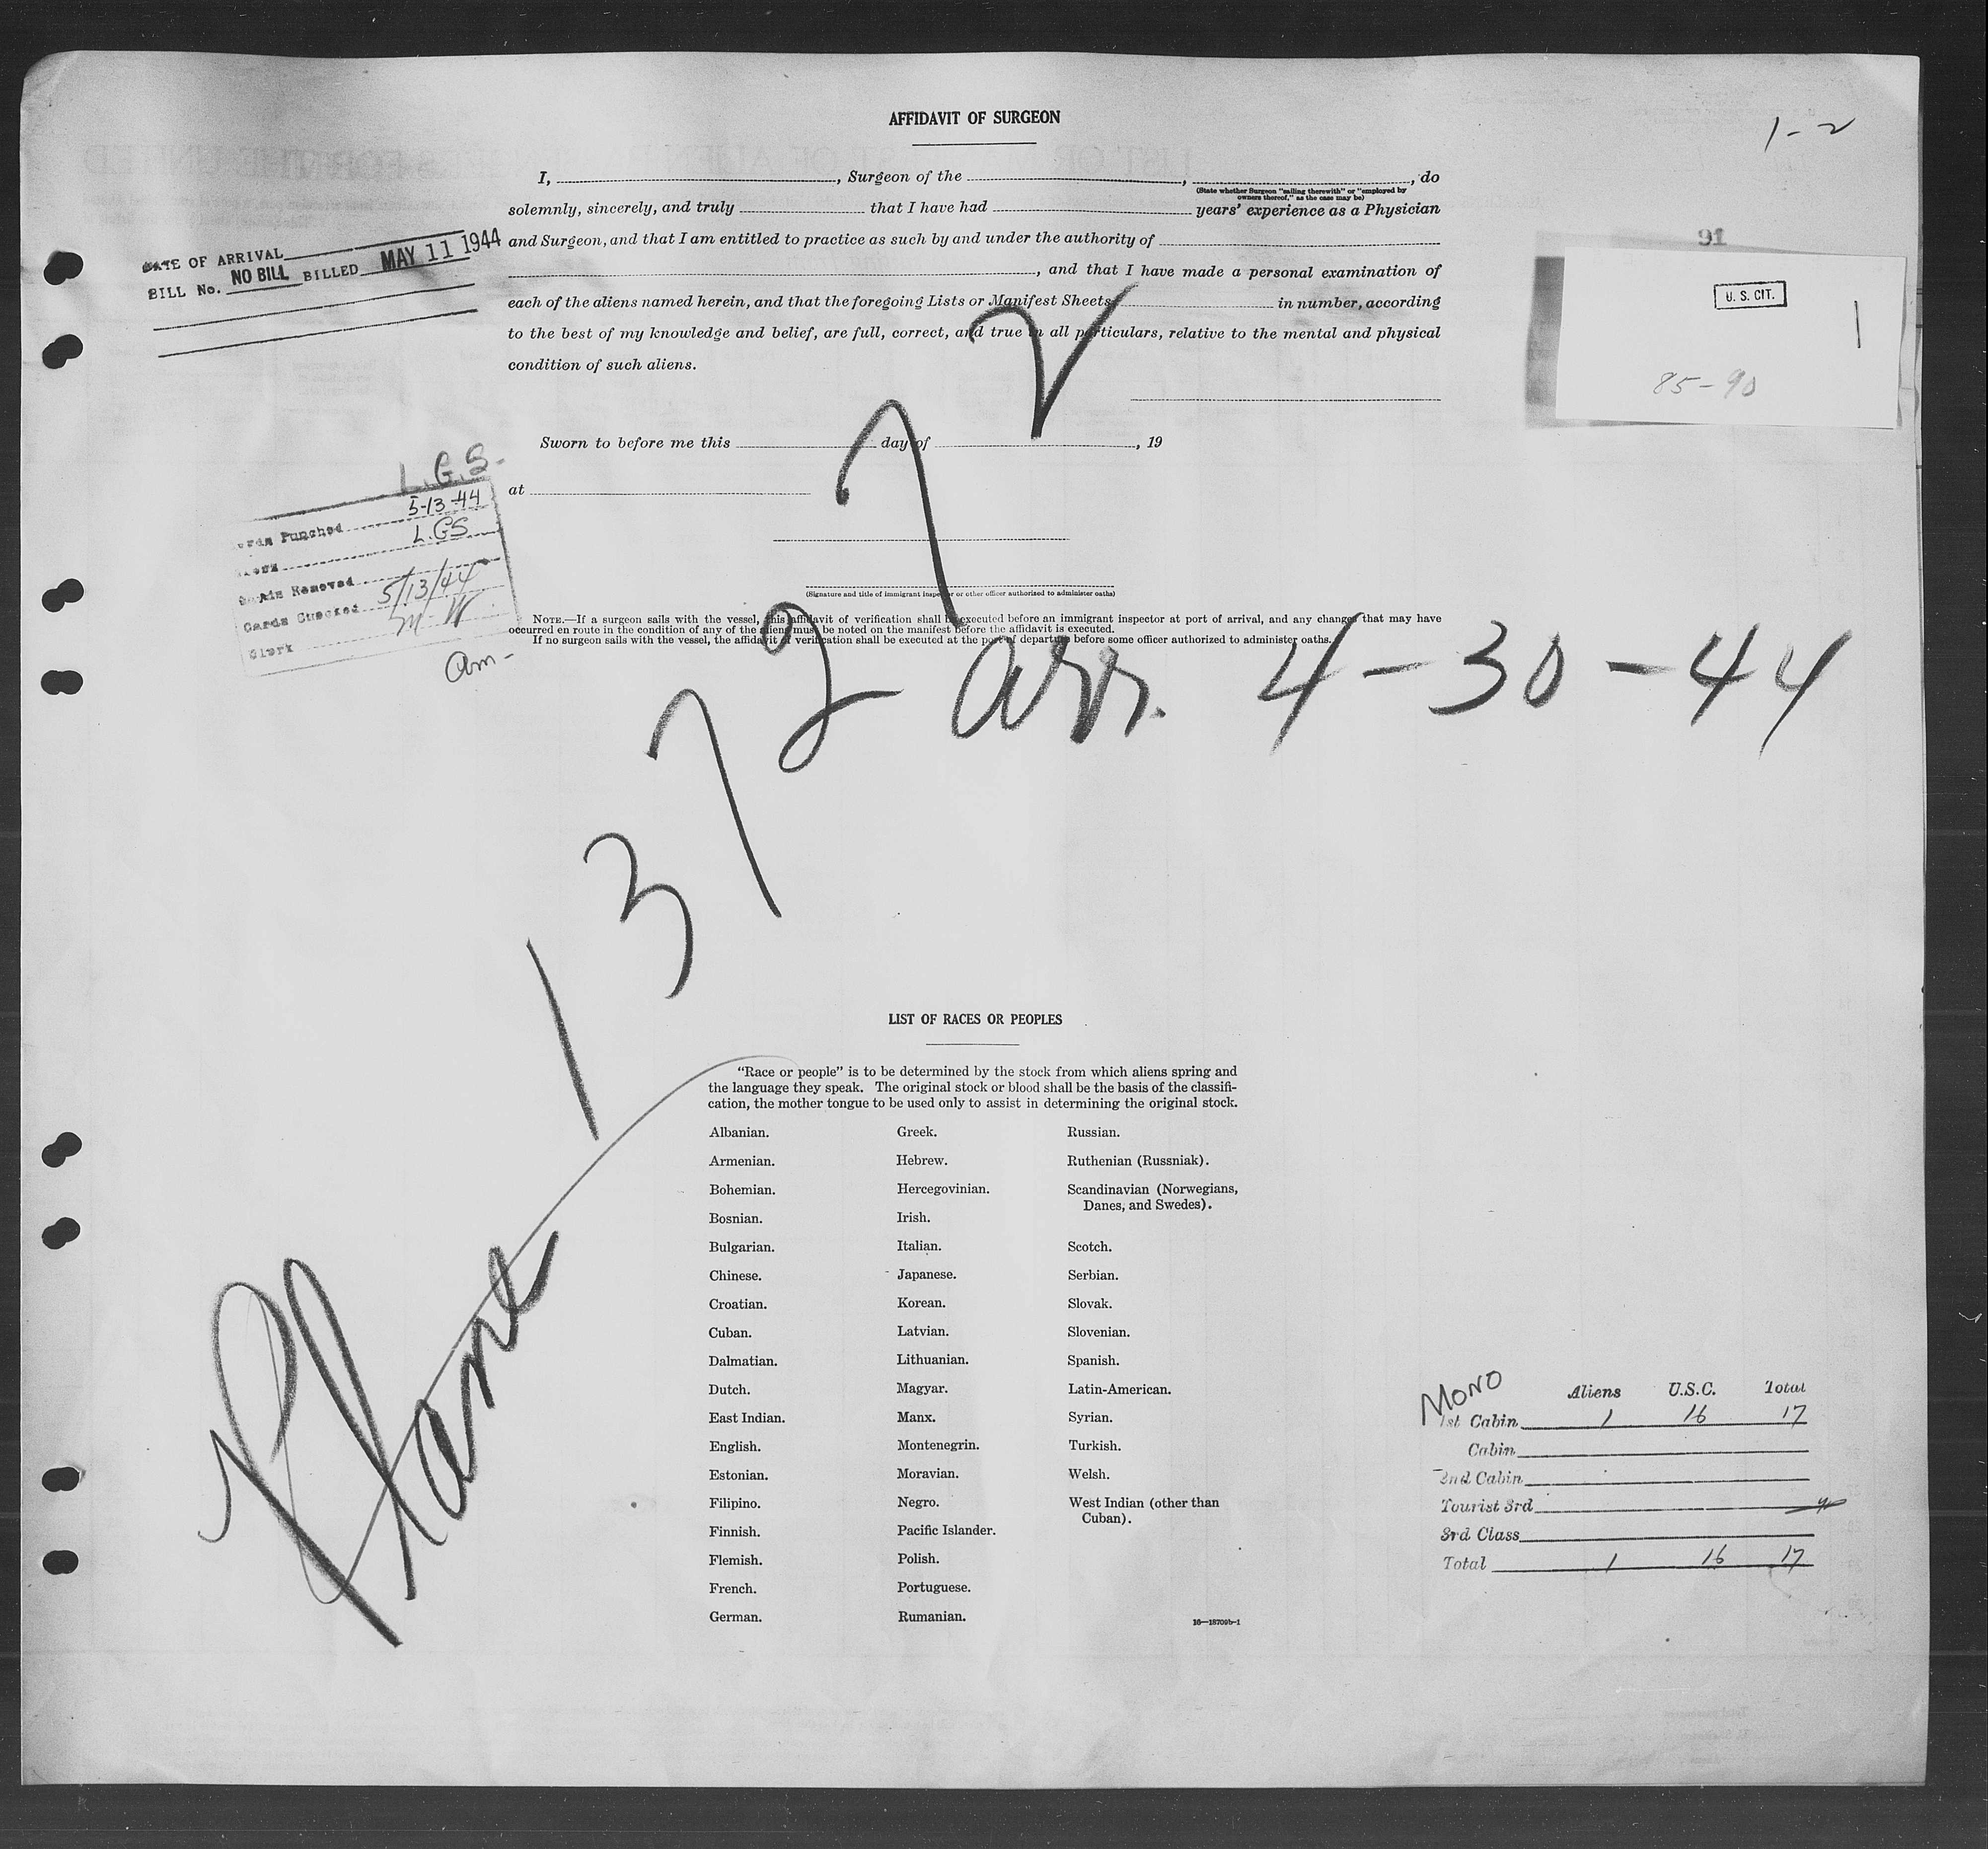 AFFIDAVIT OF SURGEON
1-2
I, , Surgeon of the , , do
(State whether Surgeon "sailing therewith" or "employed by
owners thereof," as the case may be)
solemnly, sincerely, and truly that I have had years' experience as a Physician
and Surgeon, and that I am entitled to practice as such by and under the authority of
, and that I have made a personal examination of
each of the aliens named herein, and that the foregoing Lists or Manifest Sheets, in number, according
to the best of my knowledge and belief, are full, correct, and true in all particulars, relative to the mental and physical
condition of such aliens.
DATE OF ARRIVAL
BILL No. NO BILL BILLED MAY 11 1944
91
U. S. CIT.
85-90
Sworn to before me this day of , 19
at
(Signature and title of immigrant inspector or other officer authorized to administer oaths)
L.G.S.
Cards Punched 5-13-44
Clerk L.GS
Cards Removed
Cards Checked 5/13/44
Clerk M.W.
am-
NOTE.—If a surgeon sails with the vessel, this affidavit of verification shall be executed before an immigrant inspector at port of arrival, and any changes that may have
occurred en route in the condition of any of the aliens must be noted on the manifest before the affidavit is executed.
If no surgeon sails with the vessel, the affidavit of verification shall be executed at the port of departure before some officer authorized to administer oaths.
Plane 13727 V
arr. 4-30-44
LIST OF RACES OR PEOPLES
"Race or people" is to be determined by the stock from which aliens spring and
the language they speak. The original stock or blood shall be the basis of the classifi-
cation, the mother tongue to be used only to assist in determining the original stock.
Albanian.
Armenian.
Bohemian.
Bosnian.
Bulgarian.
Chinese.
Croatian.
Cuban.
Dalmatian.
Dutch.
East Indian.
English.
Estonian.
Filipino.
Finnish.
Flemish.
French.
German.
Greek.
Hebrew.
Hercegovinian.
Irish.
Italian.
Japanese.
Korean.
Latvian.
Lithuanian.
Magyar.
Manx.
Montenegrin.
Moravian.
Negro.
Pacific Islander.
Polish.
Portuguese.
Rumanian.
Russian.
Ruthenian (Russniak).
Scandinavian (Norwegians,
Danes, and Swedes).
Scotch.
Serbian.
Slovak.
Slovenian.
Spanish.
Latin-American.
Syrian.
Turkish.
Welsh.
West Indian (other than
Cuban).
16—18709b-1
MONO
Aliens U.S.C. Total
1st Cabin 1 16 17
Cabin
2nd Cabin
Tourist 3rd
3rd Class
Total 1 16 17